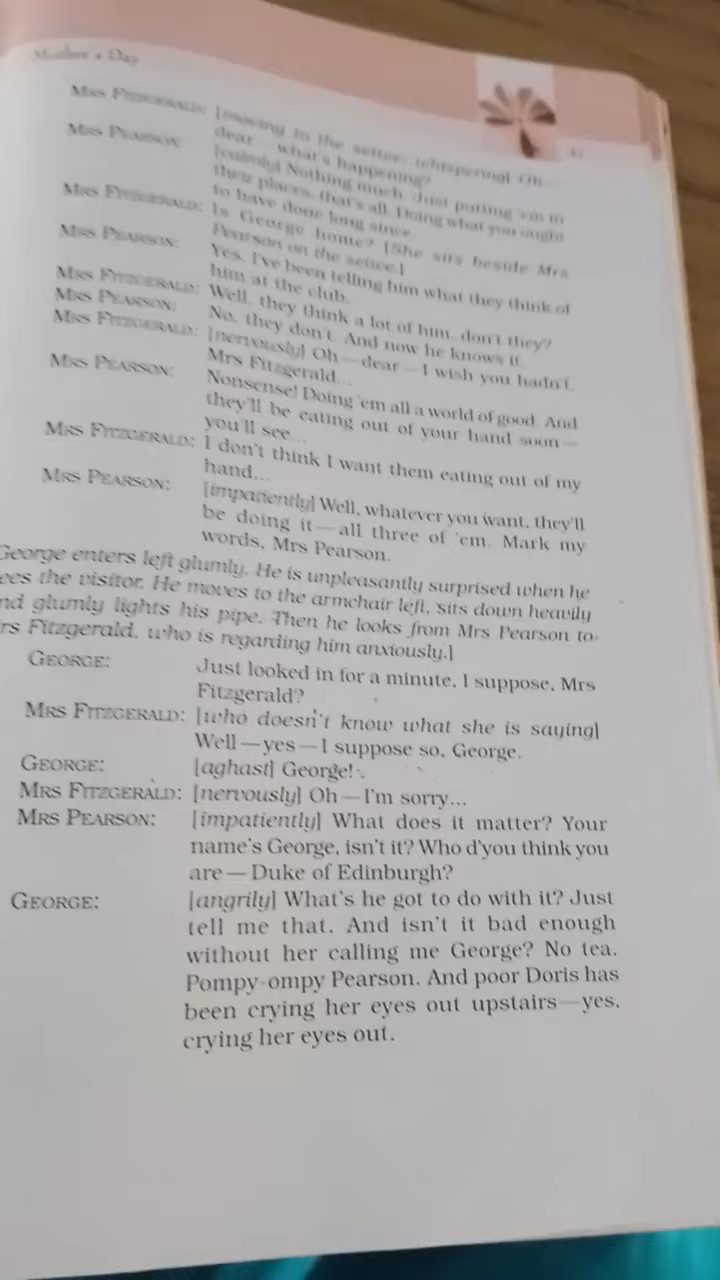 Mother's Day
47
MRS FITZGERALD: [moving to the settee; whispering] Oh—
dear—what's happening?
MRS PEARSON: [calmly] Nothing much. Just putting 'em in
their places, that's all. Doing what you ought
to have done long since.
MRS FITZGERALD: Is George home? [She sits beside Mrs
Pearson on the settee.]
MRS PEARSON: Yes. I've been telling him what they think of
him at the club.
MRS FITZGERALD: Well, they think a lot of him, don't they?
MRS PEARSON: No, they don't. And now he knows it.
MRS FITZGERALD: [nervously] Oh—dear—I wish you hadn't,
Mrs Fitzgerald...
MRS PEARSON: Nonsense! Doing 'em all a world of good. And
they'll be eating out of your hand soon—
you'll see...
MRS FITZGERALD: I don't think I want them eating out of my
hand...
MRS PEARSON: [impatiently] Well, whatever you want, they'll
be doing it—all three of 'em. Mark my
words, Mrs Pearson.
George enters left glumly. He is unpleasantly surprised when he
ees the visitor. He moves to the armchair left, sits down heavily
nd glumly lights his pipe. Then he looks from Mrs Pearson to
rs Fitzgerald, who is regarding him anxiously.]
GEORGE: Just looked in for a minute, I suppose, Mrs
Fitzgerald?
MRS FITZGERALD: [who doesn't know what she is saying]
Well—yes—I suppose so, George.
GEORGE: [aghast] George!
MRS FITZGERALD: [nervously] Oh—I'm sorry...
MRS PEARSON: [impatiently] What does it matter? Your
name's George, isn't it? Who d'you think you
are—Duke of Edinburgh?
GEORGE: [angrily] What's he got to do with it? Just
tell me that. And isn't it bad enough
without her calling me George? No tea.
Pompy-ompy Pearson. And poor Doris has
been crying her eyes out upstairs—yes,
crying her eyes out.